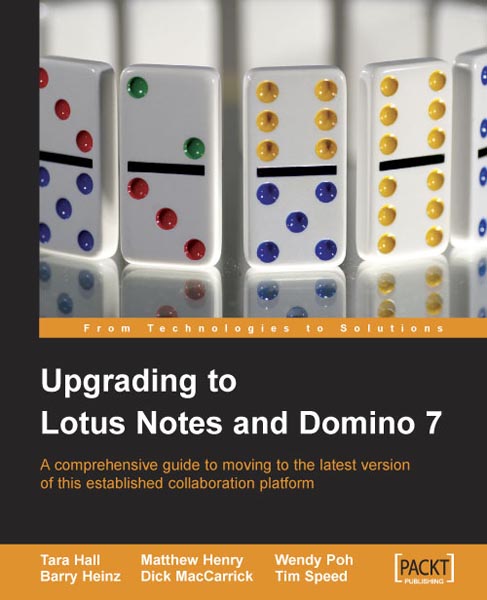 From Technologies to Solutions
Upgrading to
Lotus Notes and Domino 7
A comprehensive guide to moving to the latest version
of this established collaboration platform
Tara Hall Matthew Henry Wendy Poh
Barry Heinz Dick MacCarrick Tim Speed
[PACKT]
PUBLISHING